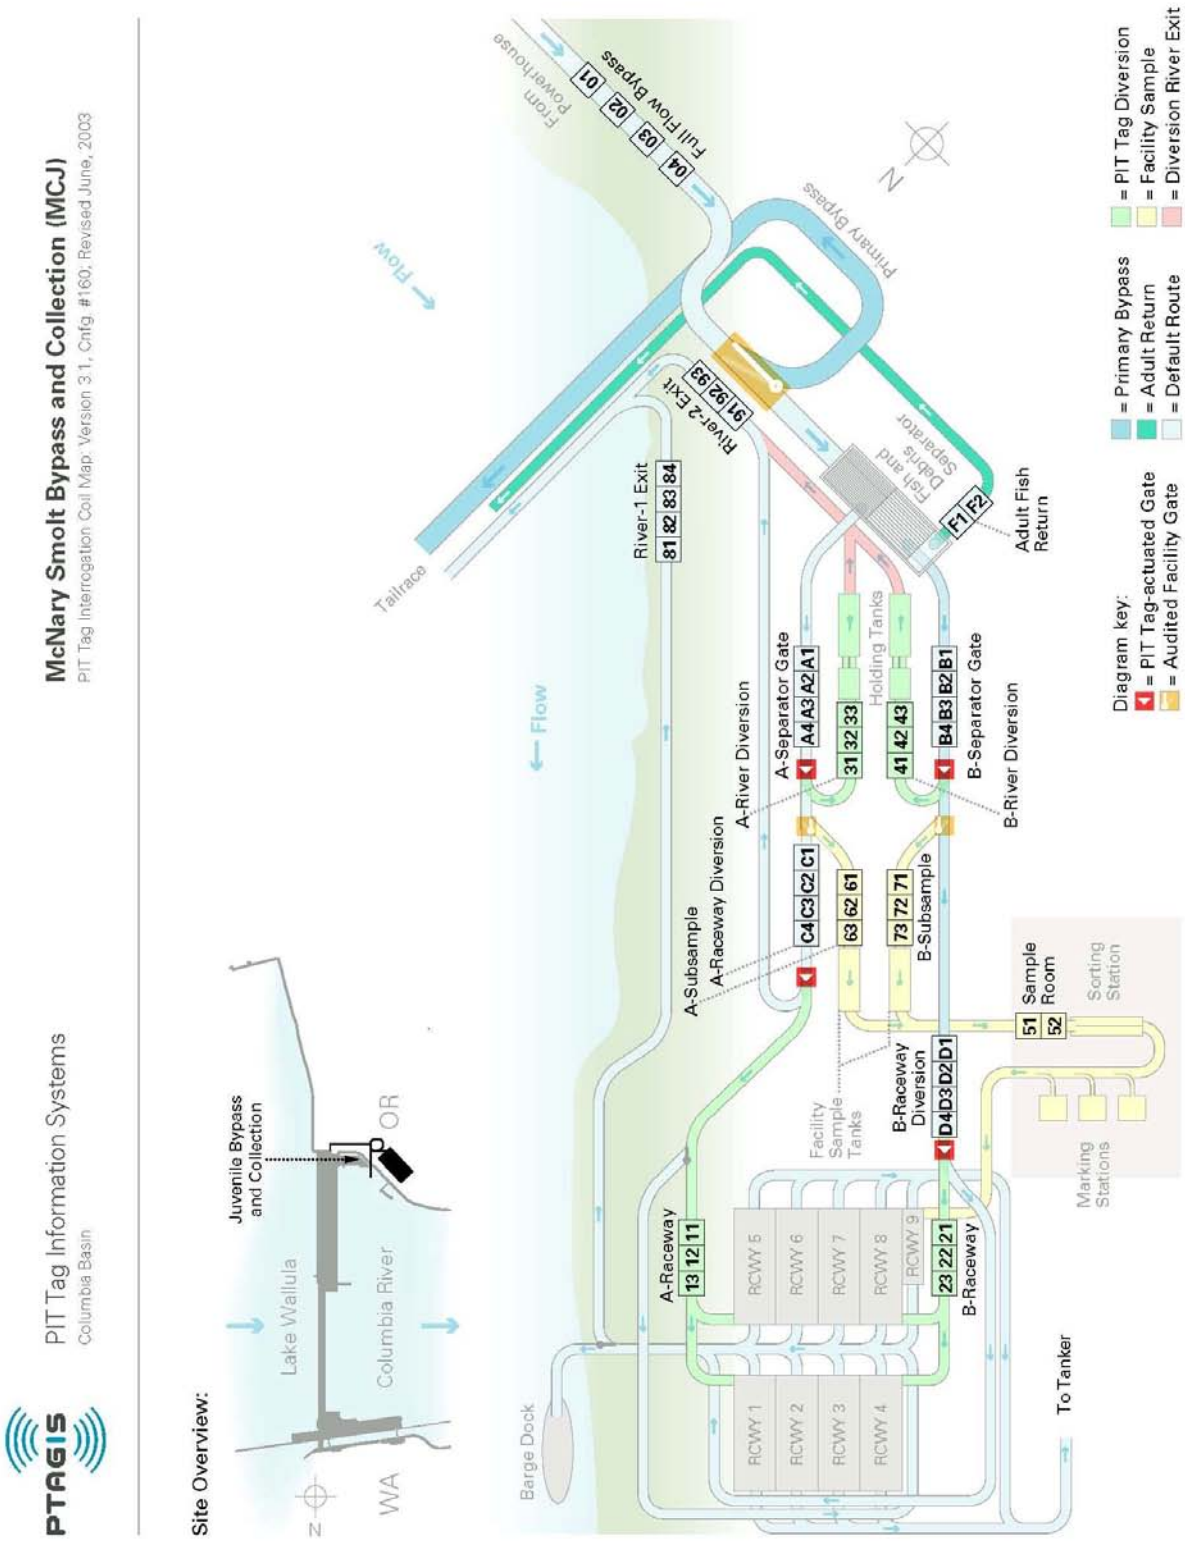 PTAGIS
PIT Tag Information Systems
Columbia Basin
McNary Smolt Bypass and Collection (MCJ)
PIT Tag Interrogation Coil Map: Version 3.1, Cnfg. #160; Revised June, 2003
Site Overview:
N
WA
Lake Wallula
Columbia River
Juvenile Bypass
and Collection
OR
Flow
Flow
From
Powerhouse
01
02
03
04
Full Flow Bypass
Primary Bypass
N
Tailrace
River-1 Exit
81 82 83 84
River-2 Exit
91 92 93
Fish and
Debris
Separator
F1 F2
Adult Fish
Return
A-Separator Gate
A4 A3 A2 A1
A-River Diversion
31 32 33
Holding Tanks
41 42 43
B4 B3 B2 B1
B-Separator Gate
B-River Diversion
A-Raceway Diversion
C4 C3 C2 C1
A-Subsample
63 62 61
73 72 71
B-Subsample
Facility
Sample
Tanks
B-Raceway
Diversion
D4 D3 D2 D1
51
52
Sample
Room
Sorting
Station
Marking
Stations
Barge Dock
A-Raceway
13 12 11
RCWY 5
RCWY 6
RCWY 7
RCWY 8
RCWY 9
RCWY 1
RCWY 2
RCWY 3
RCWY 4
23 22 21
B-Raceway
To Tanker
Diagram key:
= PIT Tag-actuated Gate
= Audited Facility Gate
= Primary Bypass
= Adult Return
= Default Route
= PIT Tag Diversion
= Facility Sample
= Diversion River Exit